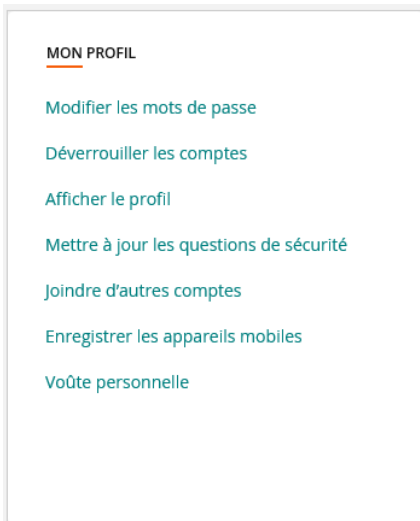 MON PROFIL
Modifier les mots de passe
Déverrouiller les comptes
Afficher le profil
Mettre à jour les questions de sécurité
Joindre d’autres comptes
Enregistrer les appareils mobiles
Voûte personnelle